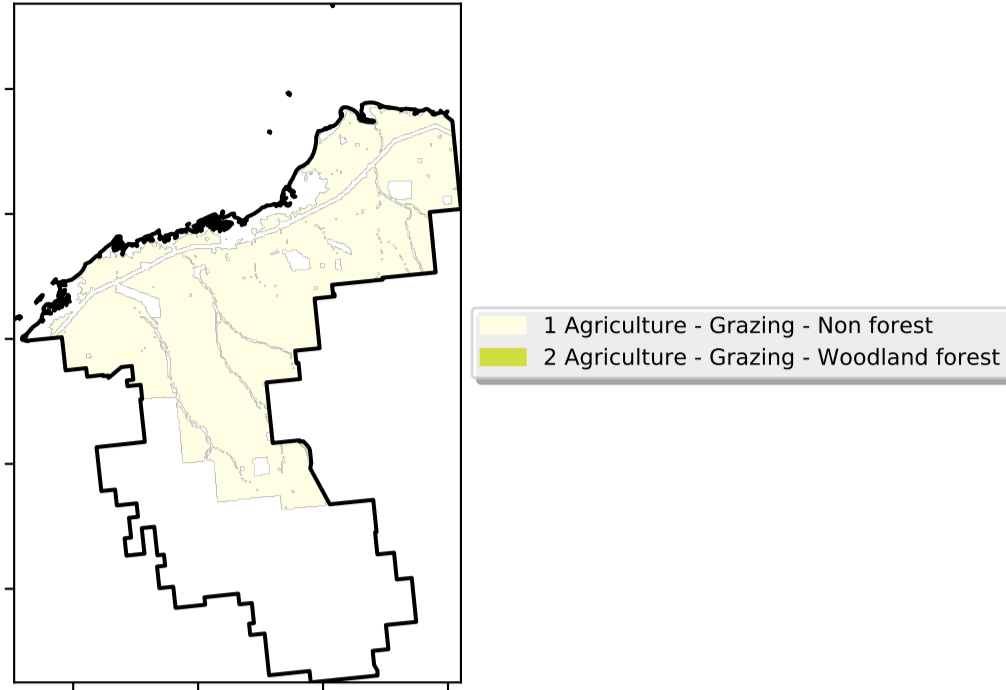 1 Agriculture - Grazing - Non forest
2 Agriculture - Grazing - Woodland forest